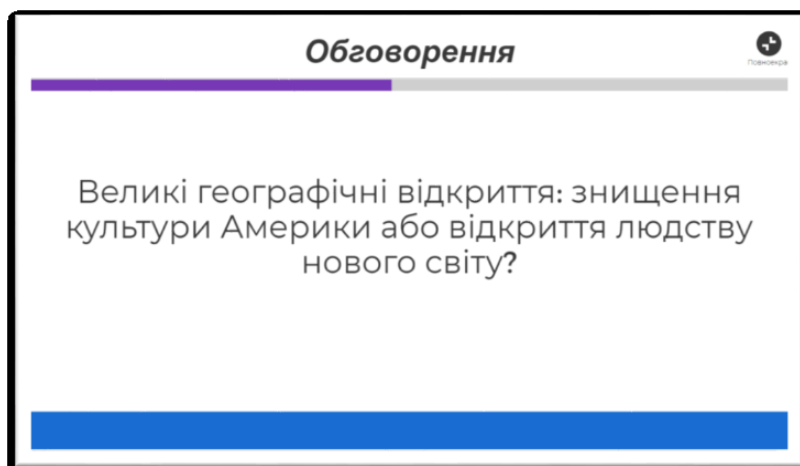 Обговорення
Повноекра
Великі географічні відкриття: знищення
культури Америки або відкриття людству
нового світу?